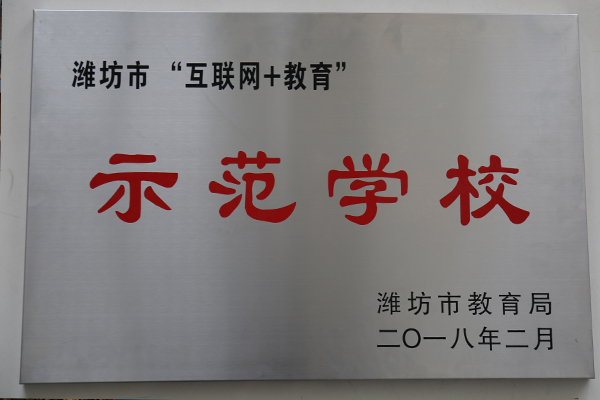 潍坊市“互联网+教育”
示范学校
潍坊市教育局
二〇一八年二月